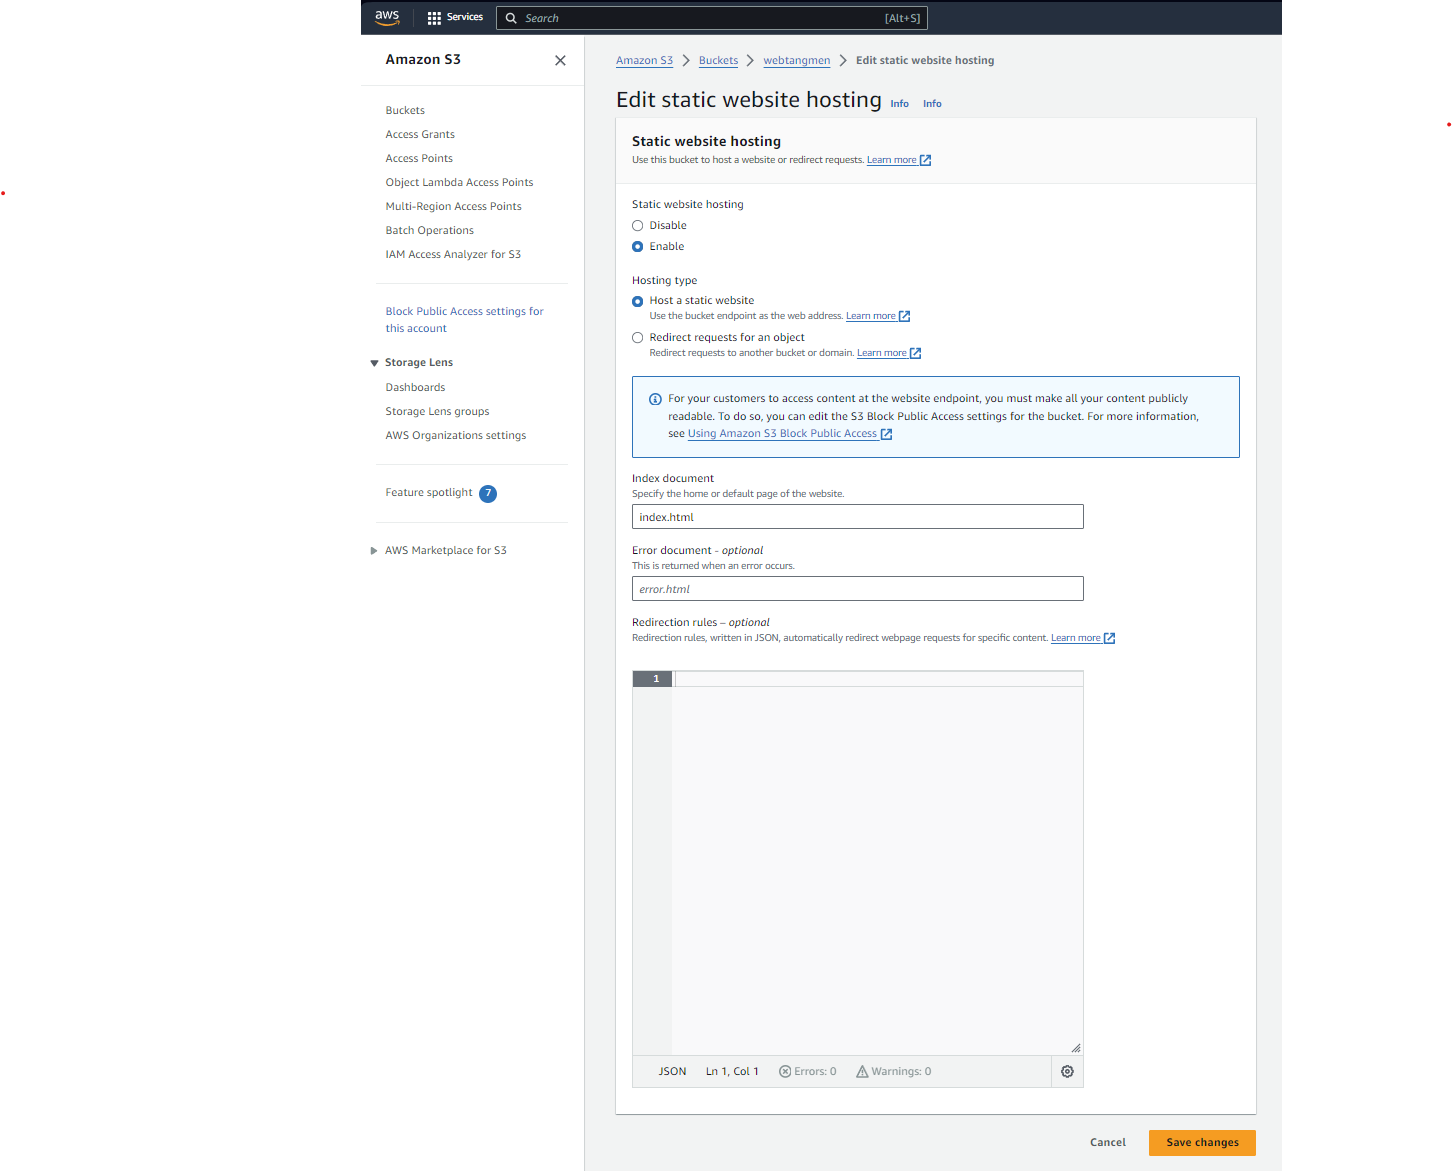 aws
Services
Search
[Alt+S]
Amazon S3
Buckets
Access Grants
Access Points
Object Lambda Access Points
Multi-Region Access Points
Batch Operations
IAM Access Analyzer for S3
Block Public Access settings for
this account
Storage Lens
Dashboards
Storage Lens groups
AWS Organizations settings
Feature spotlight 7
AWS Marketplace for S3
Amazon S3 Buckets webtangmen Edit static website hosting
Edit static website hosting Info Info
Static website hosting
Use this bucket to host a website or redirect requests. Learn more
Static website hosting
Disable
Enable
Hosting type
Host a static website
Use the bucket endpoint as the web address. Learn more
Redirect requests for an object
Redirect requests to another bucket or domain. Learn more
For your customers to access content at the website endpoint, you must make all your content publicly
readable. To do so, you can edit the S3 Block Public Access settings for the bucket. For more information,
see Using Amazon S3 Block Public Access
Index document
Specify the home or default page of the website.
index.html
Error document - optional
This is returned when an error occurs.
error.html
Redirection rules – optional
Redirection rules, written in JSON, automatically redirect webpage requests for specific content. Learn more
1
JSON Ln 1, Col 1 Errors: 0 Warnings: 0
Cancel Save changes